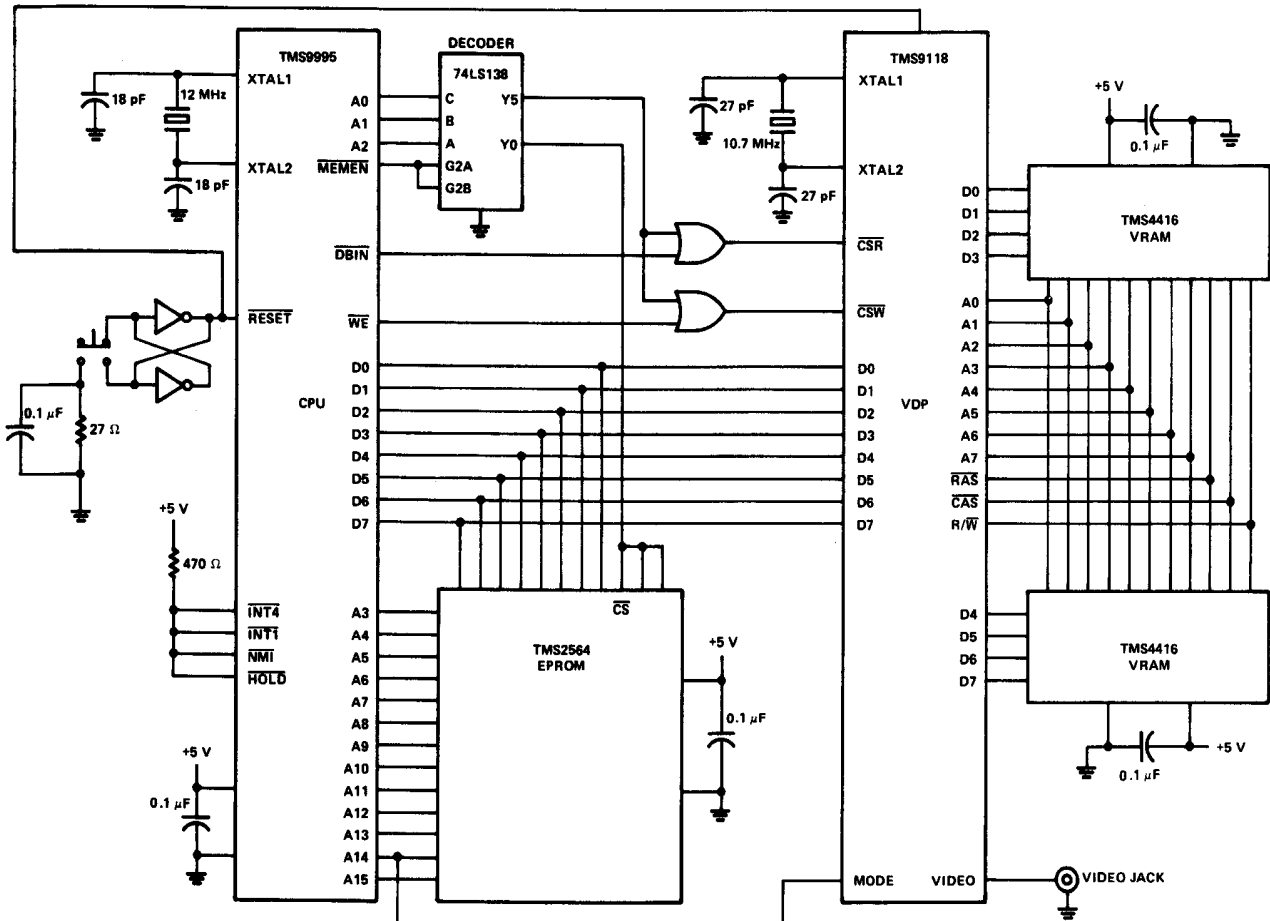 TMS9995
XTAL1
XTAL2
18 pF
12 MHz
18 pF
A0
A1
A2
MEMEN
DBIN
WE
RESET
CPU
D0
D1
D2
D3
D4
D5
D6
D7
0.1 μF
27 Ω
+5 V
470 Ω
INT4
INT1
NMI
HOLD
+5 V
0.1 μF
A3
A4
A5
A6
A7
A8
A9
A10
A11
A12
A13
A14
A15
DECODER
74LS138
C
B
A
G2A
G2B
Y5
Y0
CS
TMS2564
EPROM
+5 V
0.1 μF
TMS9118
XTAL1
XTAL2
27 pF
10.7 MHz
27 pF
CSR
CSW
D0
D1
D2
D3
D4
D5
D6
D7
VDP
MODE
VIDEO
VIDEO JACK
D0
D1
D2
D3
A0
A1
A2
A3
A4
A5
A6
A7
RAS
CAS
R/W
D4
D5
D6
D7
+5 V
0.1 μF
TMS4416
VRAM
TMS4416
VRAM
+5 V
0.1 μF